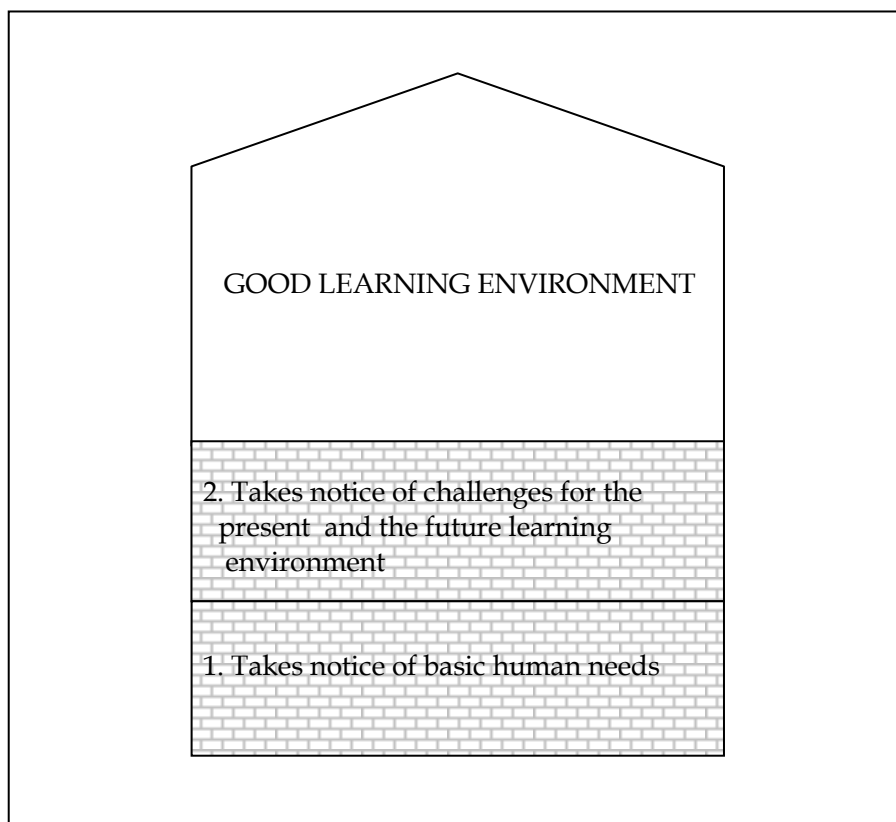 GOOD LEARNING ENVIRONMENT
2. Takes notice of challenges for the
present and the future learning
environment
1. Takes notice of basic human needs